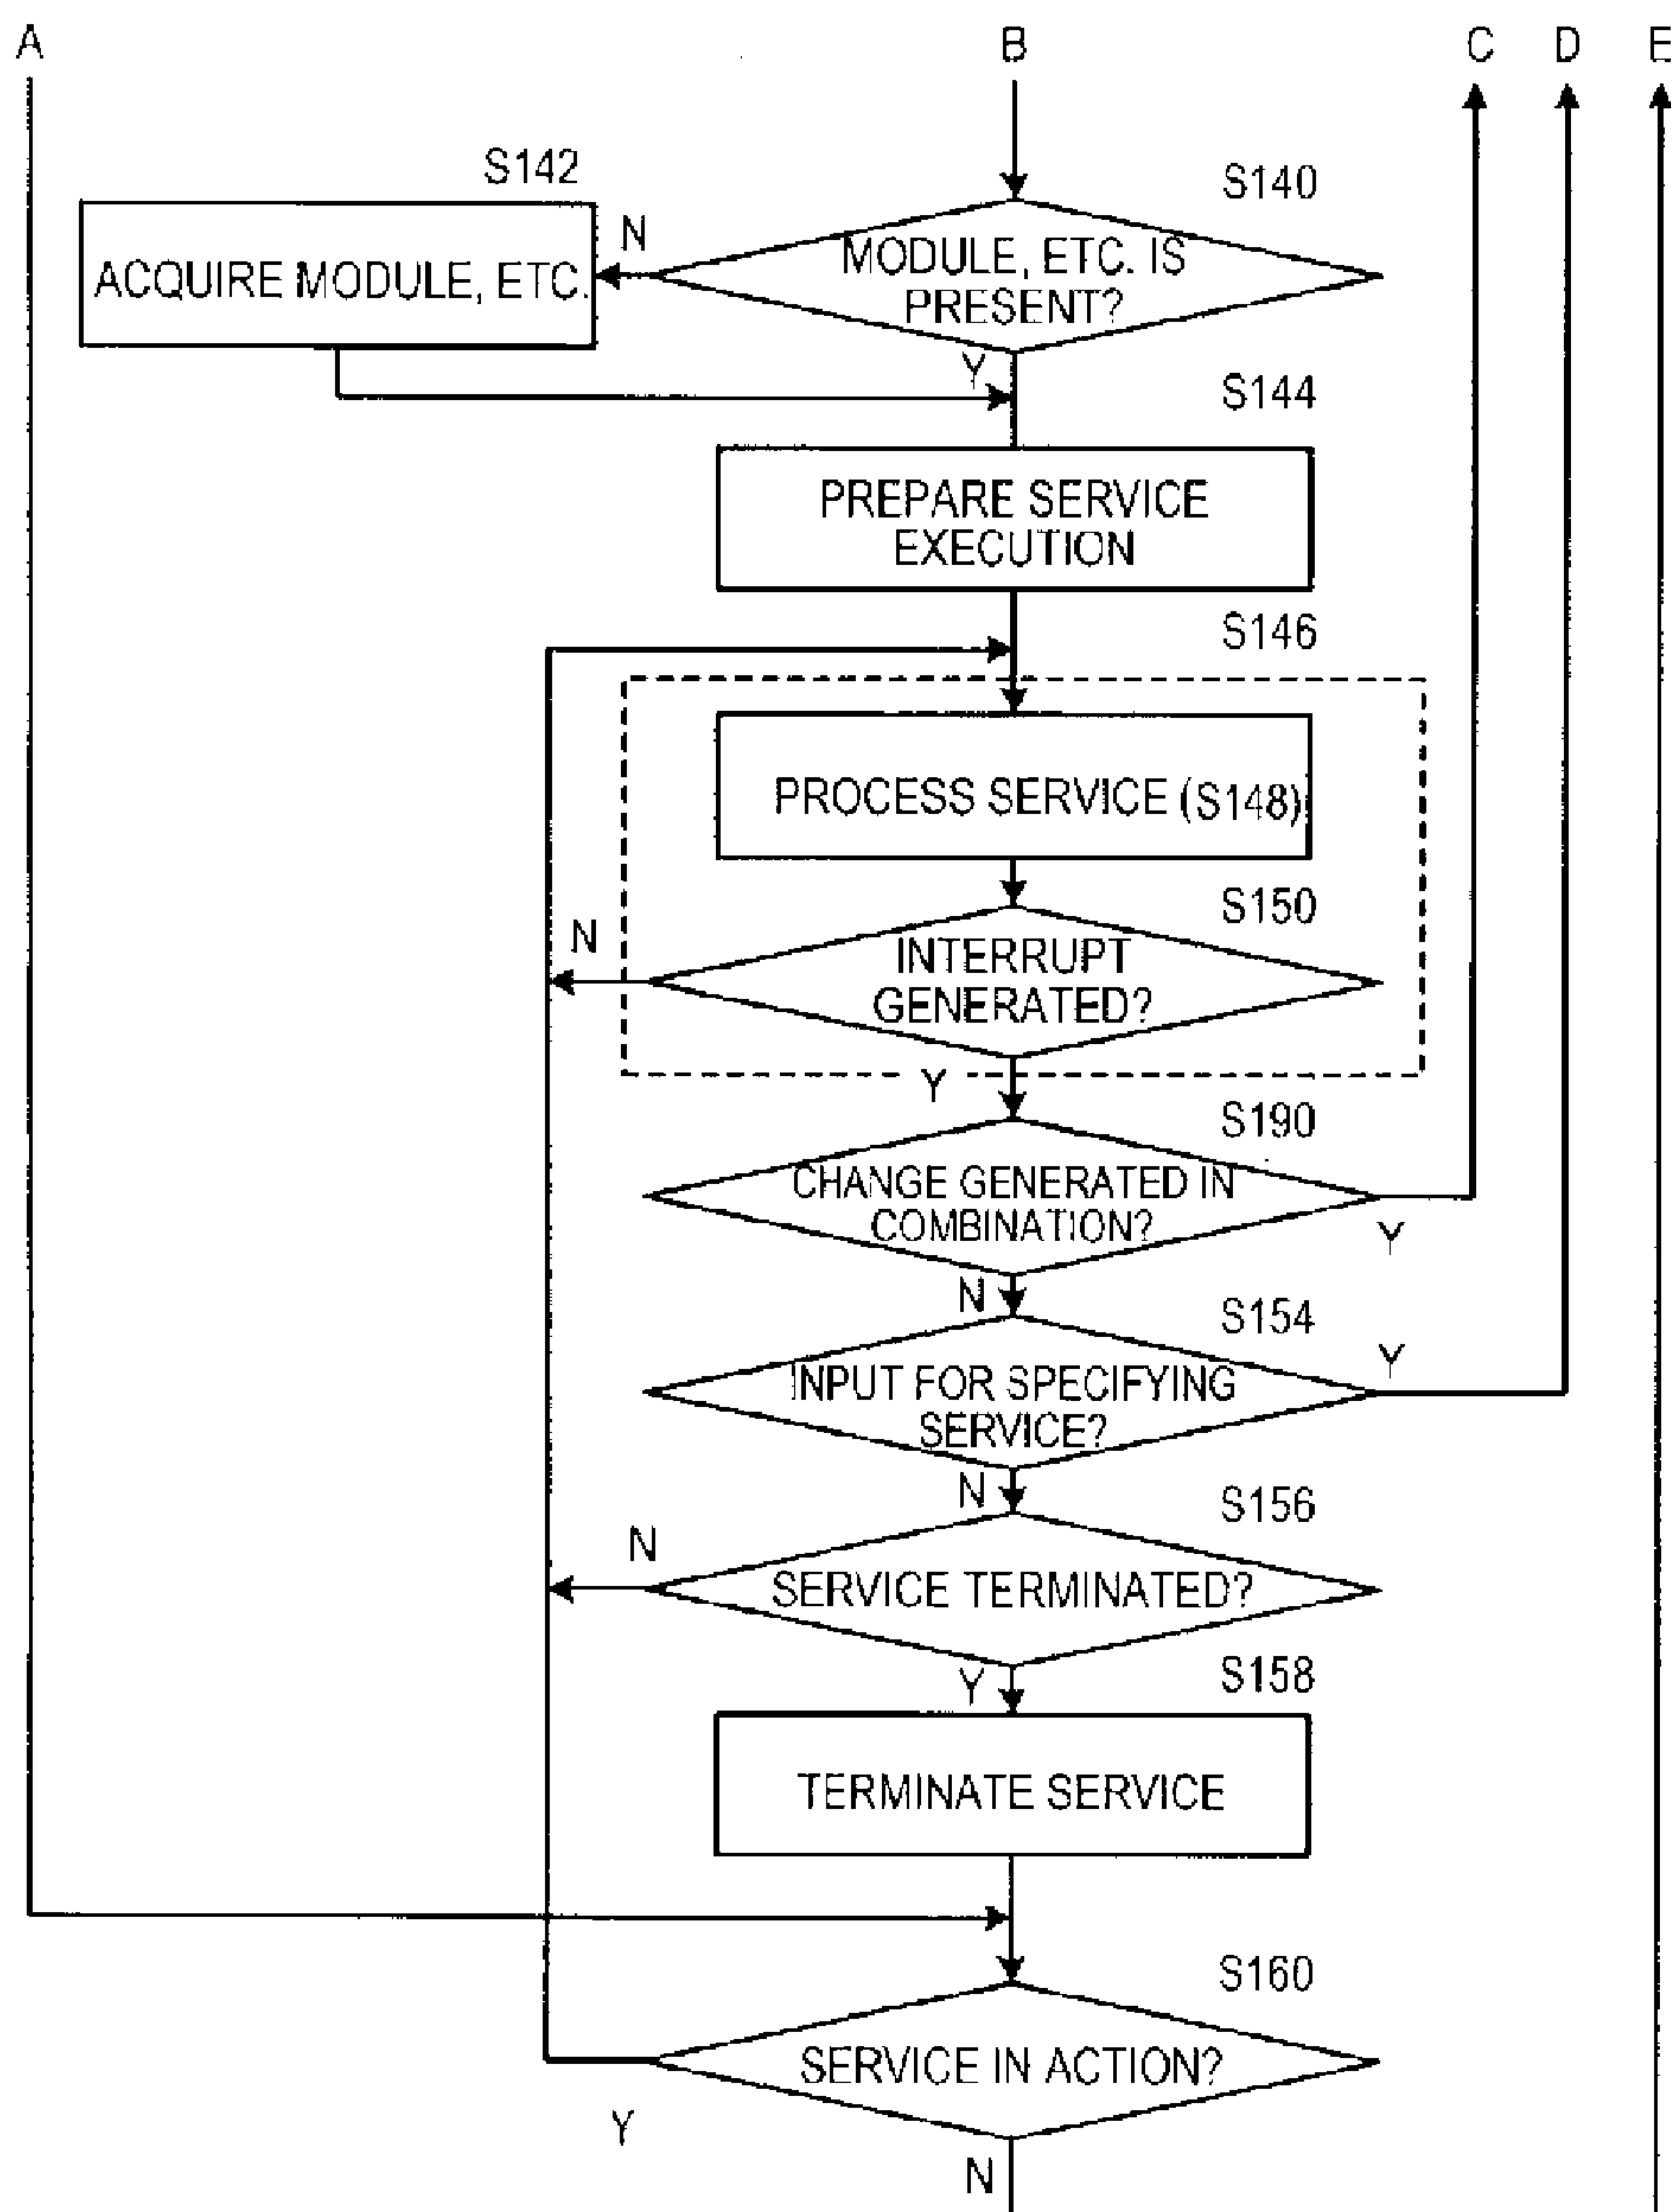 A
B
C
D
E
S142
S140
ACQUIRE MODULE, ETC.
N
MODULE, ETC. IS
PRESENT?
Y
S144
PREPARE SERVICE
EXECUTION
S146
PROCESS SERVICE (S148)
S150
N
INTERRUPT
GENERATED?
Y
S190
CHANGE GENERATED IN
COMBINATION?
Y
N
S154
Y
INPUT FOR SPECIFYING
SERVICE?
N
S156
N
SERVICE TERMINATED?
Y
S158
TERMINATE SERVICE
S160
SERVICE IN ACTION?
Y
N